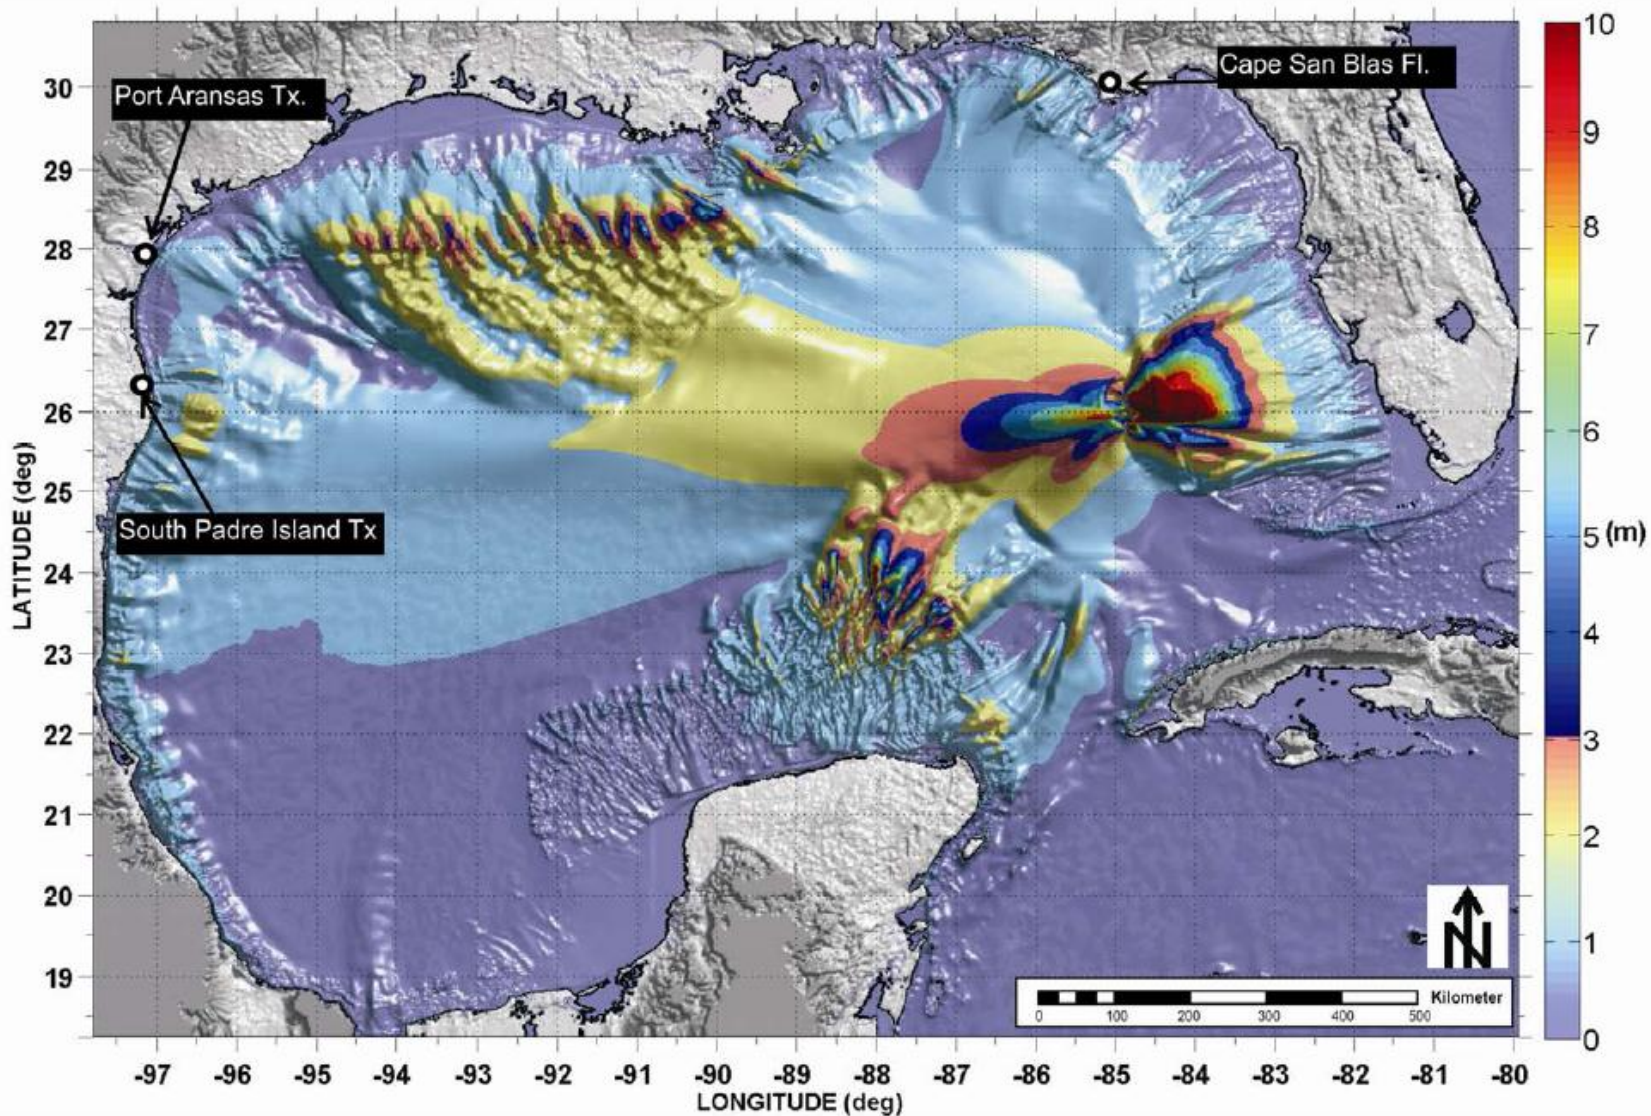 Port Aransas Tx.
Cape San Blas Fl.
South Padre Island Tx
LATITUDE (deg)
30
29
28
27
26
25
24
23
22
21
20
19
-97 -96 -95 -94 -93 -92 -91 -90 -89 -88 -87 -86 -85 -84 -83 -82 -81 -80
LONGITUDE (deg)
N
Kilometer
0 100 200 300 400 500
10
9
8
7
6
5 (m)
4
3
2
1
0